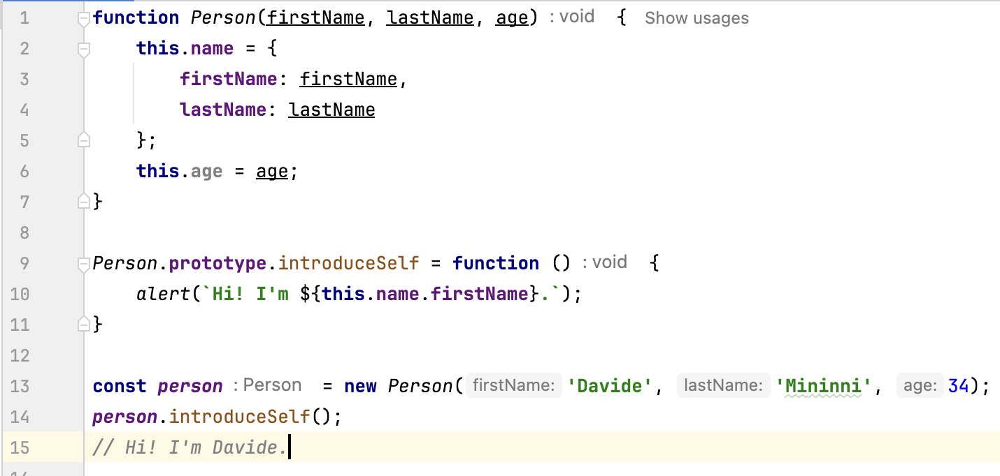 1 function Person(firstName, lastName, age) : void { Show usages
2 this.name = {
3 firstName: firstName,
4 lastName: lastName
5 };
6 this.age = age;
7 }
8
9 Person.prototype.introduceSelf = function () : void {
10 alert(`Hi! I'm ${this.name.firstName}.`);
11 }
12
13 const person : Person = new Person( firstName: 'Davide', lastName: 'Mininni', age: 34);
14 person.introduceSelf();
15 // Hi! I'm Davide.